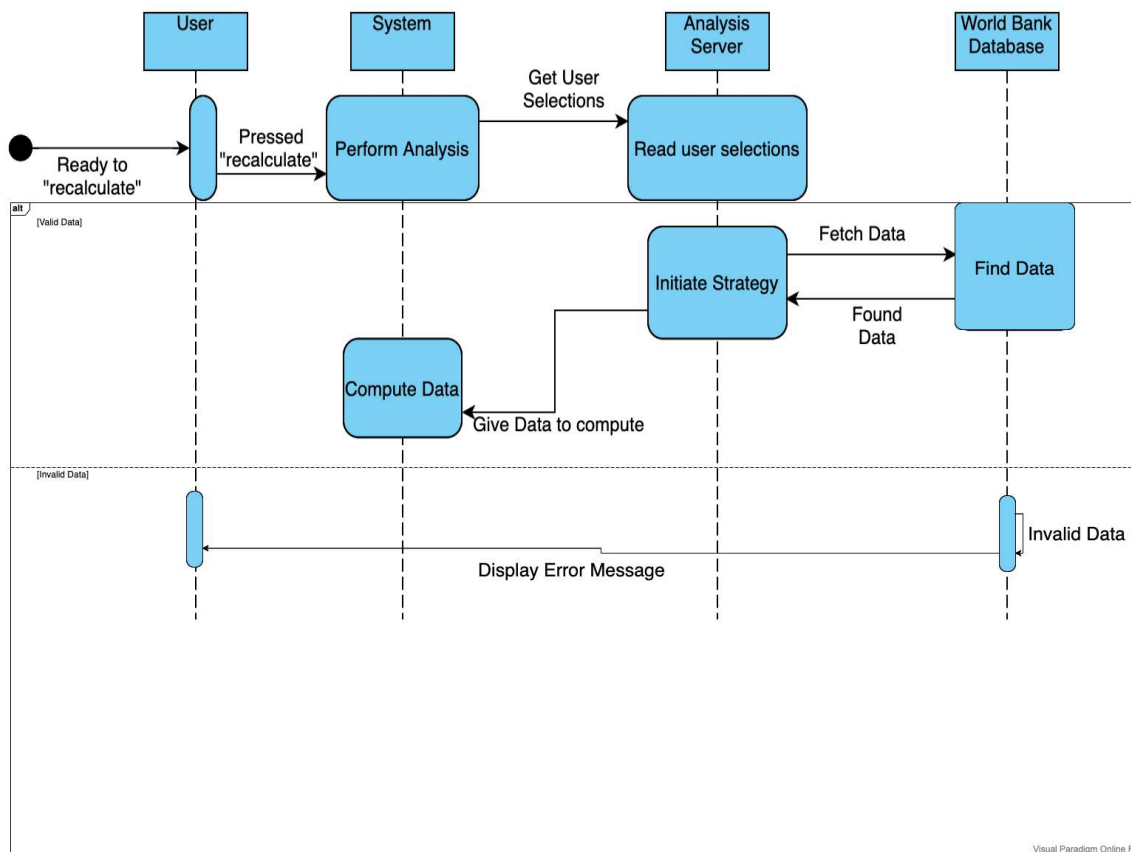 User
System
Analysis
Server
World Bank
Database
Get User
Selections
Pressed
"recalculate"
Perform Analysis
Read user selections
Ready to
"recalculate"
alt
[Valid Data]
Fetch Data
Initiate Strategy
Find Data
Found
Data
Compute Data
Give Data to compute
[Invalid Data]
Invalid Data
Display Error Message
Visual Paradigm Online